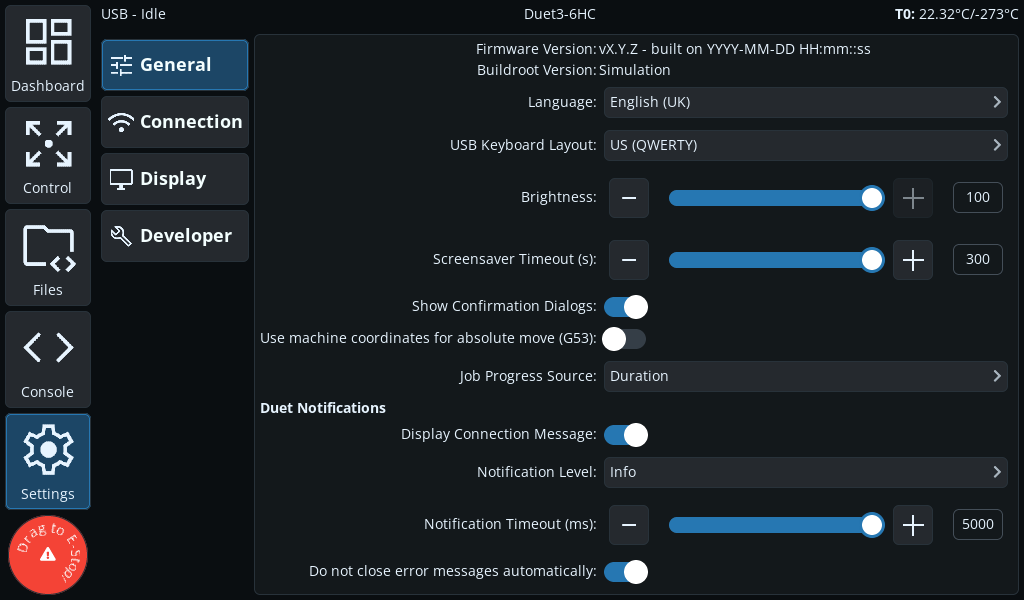 USB - Idle
Duet3-6HC
T0: 22.32°C/-273°C
Dashboard
Control
Files
Console
Settings
Drag to E-Stop!
General
Connection
Display
Developer
Firmware Version: vX.Y.Z - built on YYYY-MM-DD HH:mm::ss
Buildroot Version: Simulation
Language: English (UK)
USB Keyboard Layout: US (QWERTY)
Brightness: 100
Screensaver Timeout (s): 300
Show Confirmation Dialogs:
Use machine coordinates for absolute move (G53):
Job Progress Source: Duration
Duet Notifications
Display Connection Message:
Notification Level: Info
Notification Timeout (ms): 5000
Do not close error messages automatically: